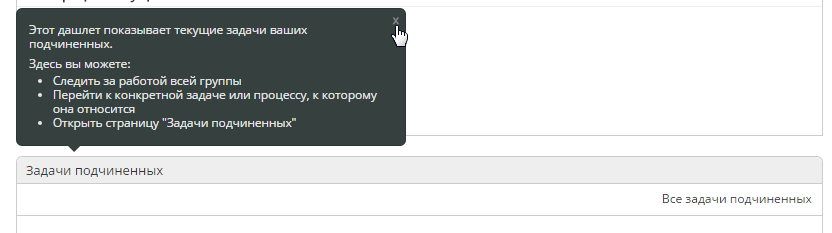 Этот дашлет показывает текущие задачи ваших
подчиненных.
x
Здесь вы можете:
• Следить за работой всей группы
• Перейти к конкретной задаче или процессу, к которому
она относится
• Открыть страницу "Задачи подчиненных"
Задачи подчиненных
Все задачи подчиненных